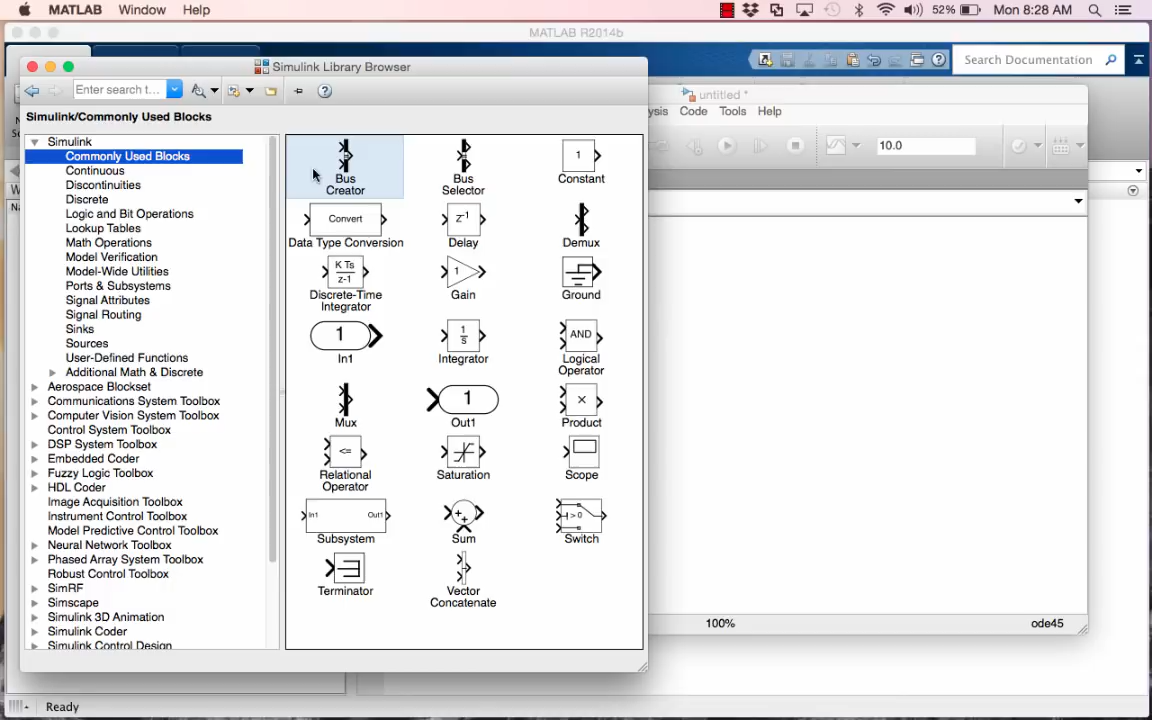 MATLAB Window Help
52% Mon 8:28 AM
MATLAB R2014b
Search Documentation
Simulink Library Browser
untitled *
Enter search t...
Code Tools Help
Simulink/Commonly Used Blocks
10.0
Simulink
Commonly Used Blocks
Continuous
Discontinuities
Discrete
Logic and Bit Operations
Lookup Tables
Math Operations
Model Verification
Model-Wide Utilities
Ports & Subsystems
Signal Attributes
Signal Routing
Sinks
Sources
User-Defined Functions
Additional Math & Discrete
Aerospace Blockset
Communications System Toolbox
Computer Vision System Toolbox
Control System Toolbox
DSP System Toolbox
Embedded Coder
Fuzzy Logic Toolbox
HDL Coder
Image Acquisition Toolbox
Instrument Control Toolbox
Model Predictive Control Toolbox
Neural Network Toolbox
Phased Array System Toolbox
Robust Control Toolbox
SimRF
Simscape
Simulink 3D Animation
Simulink Coder
Simulink Control Design
Bus
Creator
Bus
Selector
1
Constant
Convert
Data Type Conversion
z-1
Delay
Demux
K Ts
z-1
Discrete-Time
Integrator
1
Gain
Ground
1
In1
1
s
Integrator
AND
Logical
Operator
Mux
1
Out1
×
Product
<=
Relational
Operator
Saturation
Scope
In1 Out1
Subsystem
++
Sum
> 0
Switch
Terminator
Vector
Concatenate
100%
ode45
Ready